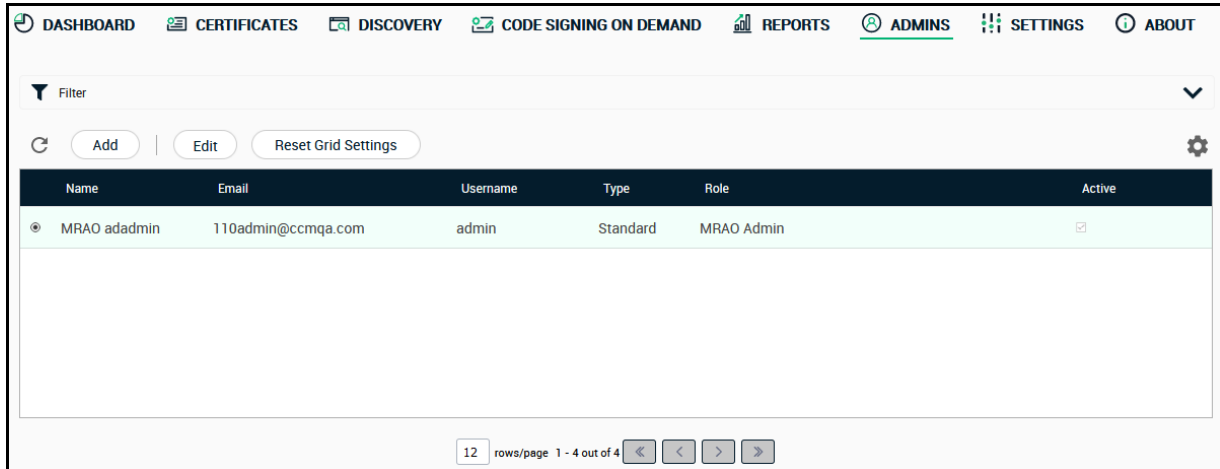 DASHBOARD CERTIFICATES DISCOVERY CODE SIGNING ON DEMAND REPORTS ADMINS SETTINGS ABOUT
Filter
Add Edit Reset Grid Settings
Name Email Username Type Role Active
MRAO adadmin 110admin@ccmqa.com admin Standard MRAO Admin
12 rows/page 1 - 4 out of 4